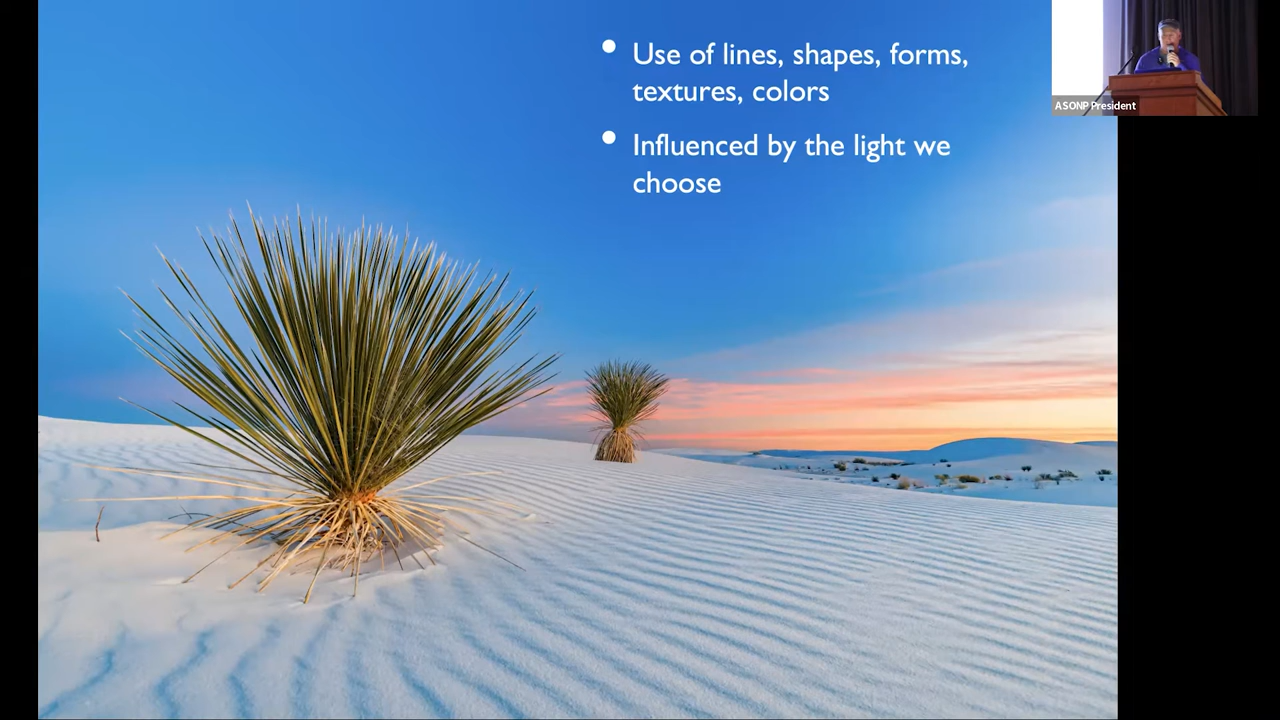 • Use of lines, shapes, forms,
textures, colors
• Influenced by the light we
choose
ASONP President